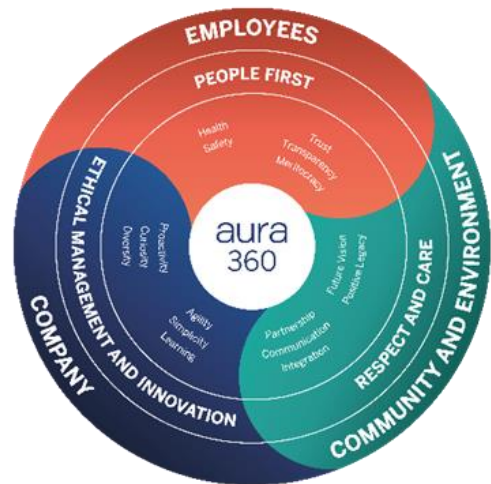 EMPLOYEES
PEOPLE FIRST
Health
Safety
Trust
Transparency
Meritocracy
COMMUNITY AND ENVIRONMENT
RESPECT AND CARE
Future Vision
Positive Legacy
Partnership
Communication
Integration
COMPANY
ETHICAL MANAGEMENT AND INNOVATION
Proactivity
Curiosity
Diversity
Agility
Simplicity
Learning
aura
360